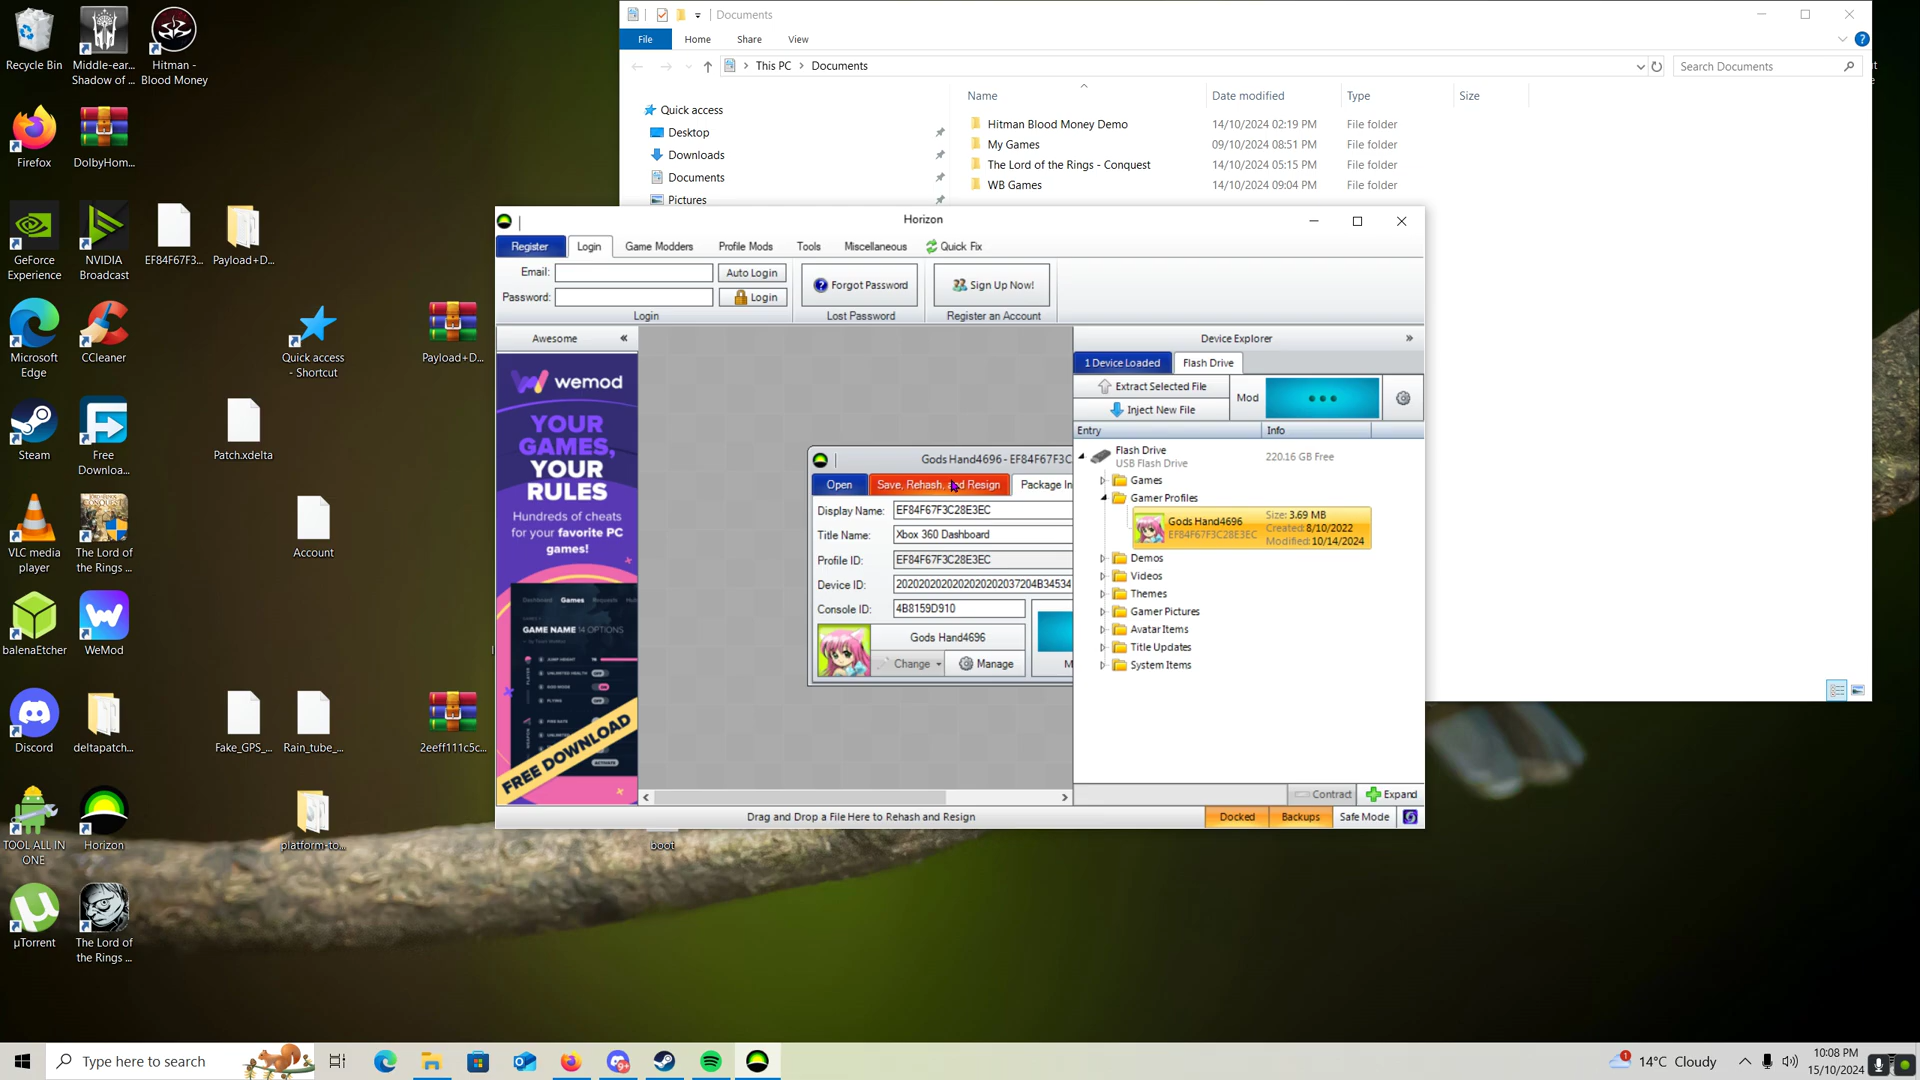 Recycle Bin
Middle-ear...
Shadow of ...
Hitman -
Blood Money
Firefox
DolbyHom...
GeForce
Experience
NVIDIA
Broadcast
EF84F67F3...
Payload+D...
Microsoft
Edge
CCleaner
Quick access
- Shortcut
Payload+D...
Steam
Free
Downloa...
Patch.xdelta
VLC media
player
The Lord of
the Rings ...
Account
balenaEtcher
WeMod
Discord
deltapatch...
Fake_GPS_...
Rain_tube_...
2eeff111c5c...
TOOL ALL IN
ONE
Horizon
platform-to...
boot
µTorrent
The Lord of
the Rings ...
Documents
File
Home
Share
View
This PC
Documents
Search Documents
Name
Date modified
Type
Size
Quick access
Desktop
Downloads
Documents
Pictures
Hitman Blood Money Demo 14/10/2024 02:19 PM File folder
My Games 09/10/2024 08:51 PM File folder
The Lord of the Rings - Conquest 14/10/2024 05:15 PM File folder
WB Games 14/10/2024 09:04 PM File folder
Horizon
Register
Login
Game Modders
Profile Mods
Tools
Miscellaneous
Quick Fix
Email:
Auto Login
Password:
Login
Login
Forgot Password
Lost Password
Sign Up Now!
Register an Account
Awesome
wemod
YOUR
GAMES,
YOUR
RULES
Hundreds of cheats
for your favorite PC
games!
GAME NAME 14 OPTIONS
FREE DOWNLOAD
Gods Hand4696 - EF84F67F3C
Open
Save, Rehash, and Resign
Package In
Display Name: EF84F67F3C28E3EC
Title Name: Xbox 360 Dashboard
Profile ID: EF84F67F3C28E3EC
Device ID: 2020202020202020202037204B34534
Console ID: 4B8159D910
Gods Hand4696
Change
Manage
M
Device Explorer
1 Device Loaded
Flash Drive
Extract Selected File
Inject New File
Mod
Entry
Info
Flash Drive
USB Flash Drive
220.16 GB Free
Games
Gamer Profiles
Gods Hand4696
EF84F67F3C28E3EC
Size: 3.69 MB
Created: 8/10/2022
Modified: 10/14/2024
Demos
Videos
Themes
Gamer Pictures
Avatar Items
Title Updates
System Items
Contract
Expand
Drag and Drop a File Here to Rehash and Resign
Docked
Backups
Safe Mode
Type here to search
1
14°C Cloudy
10:08 PM
15/10/2024